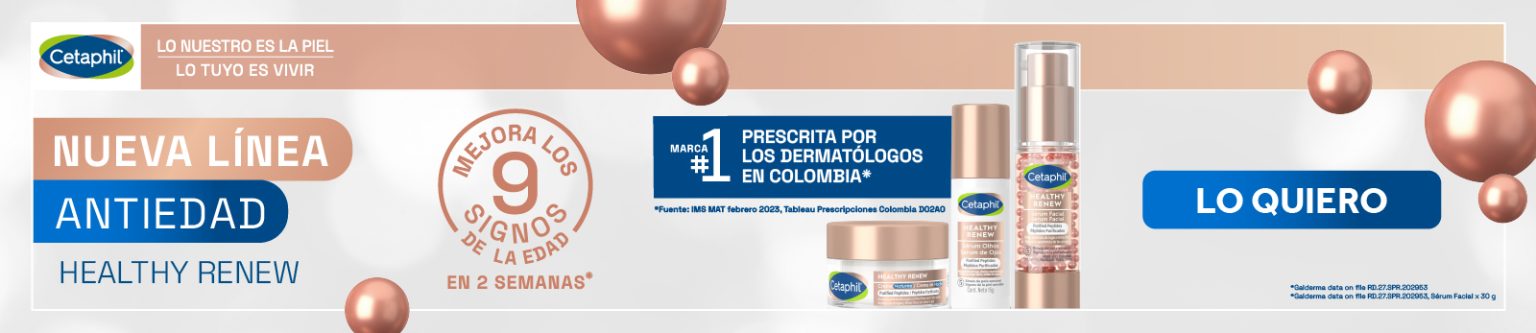 Cetaphil
LO NUESTRO ES LA PIEL
LO TUYO ES VIVIR
NUEVA LÍNEA
ANTIEDAD
HEALTHY RENEW
MEJORA LOS
9
SIGNOS
DE LA EDAD
EN 2 SEMANAS*
MARCA
#1
PRESCRITA POR
LOS DERMATÓLOGOS
EN COLOMBIA*
*Fuente: IMS MAT febrero 2023, Tableau Prescripciones Colombia D02A0
Cetaphil
HEALTHY RENEW
Cetaphil
HEALTHY
RENEW
Sérum Olhos
Cetaphil
HEALTHY
RENEW
Sérum Facial
LO QUIERO
*Galderma data on file RD.27.SPR.202953
*Galderma data on file RD.27.SPR.202953, Sérum Facial x 30 g